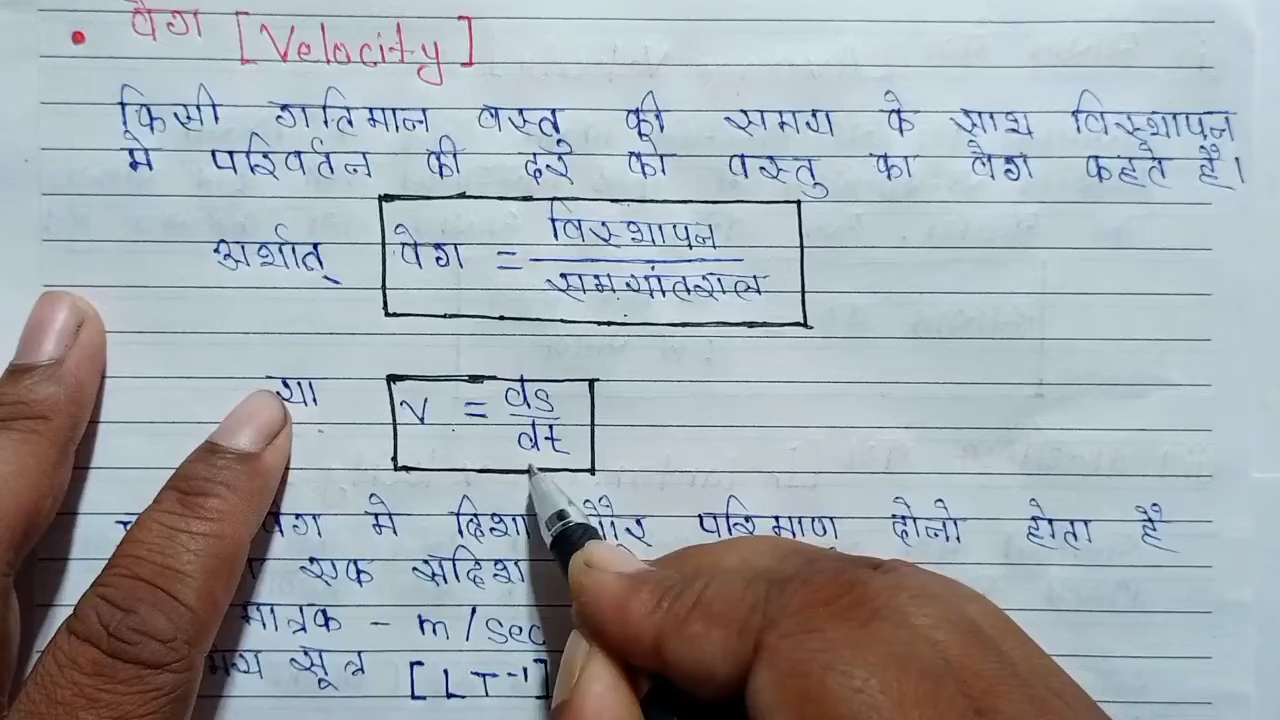 • वेग [Velocity]
किसी गतिमान वस्तु की समय के साथ विस्थापन
मे परिवर्तन की दर को वस्तु का वेग कहते है।
अर्थात् वेग = विस्थापन
समयांतराल
या v = ds
dt
वेग मे दिशा और परिमाण दोनो होता है
एक सदिश
मात्रक - m/sec
सूत्र [LT⁻¹]